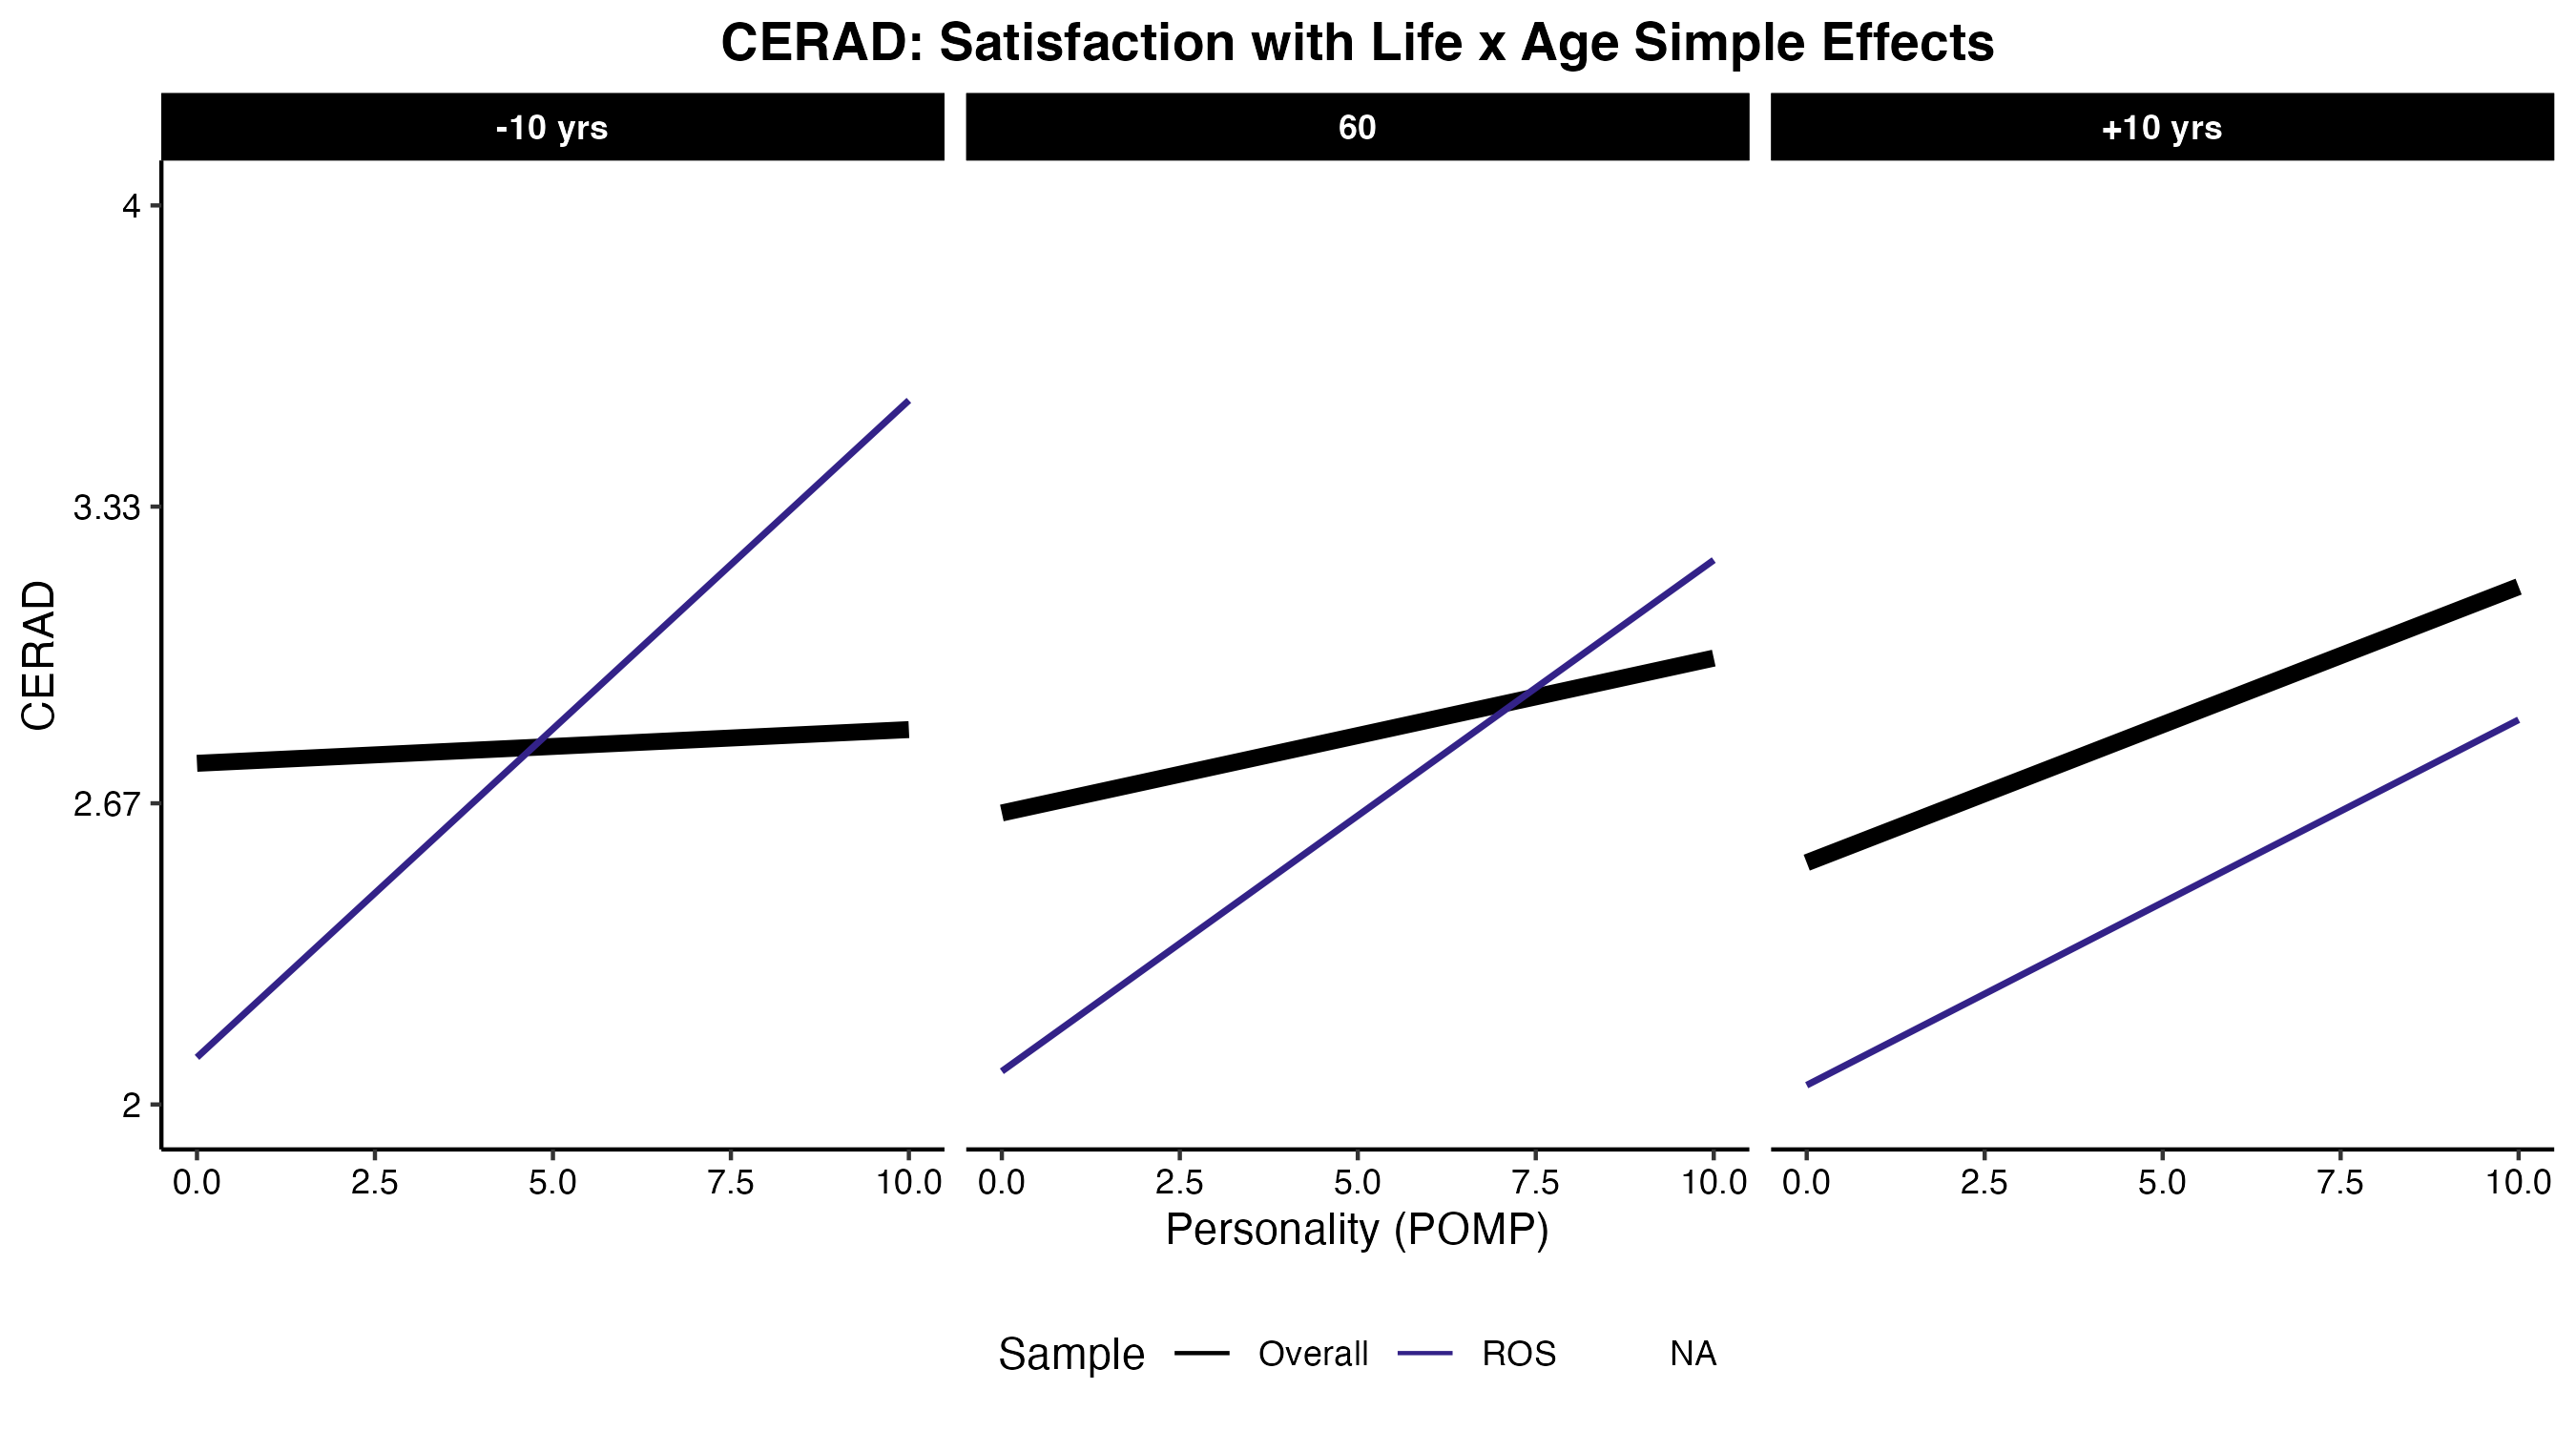 CERAD: Satisfaction with Life x Age Simple Effects
-10 yrs 60 +10 yrs
4
3.33
2.67
2
CERAD
0.0 2.5 5.0 7.5 10.0 0.0 2.5 5.0 7.5 10.0 0.0 2.5 5.0 7.5 10.0
Personality (POMP)
Sample Overall ROS NA